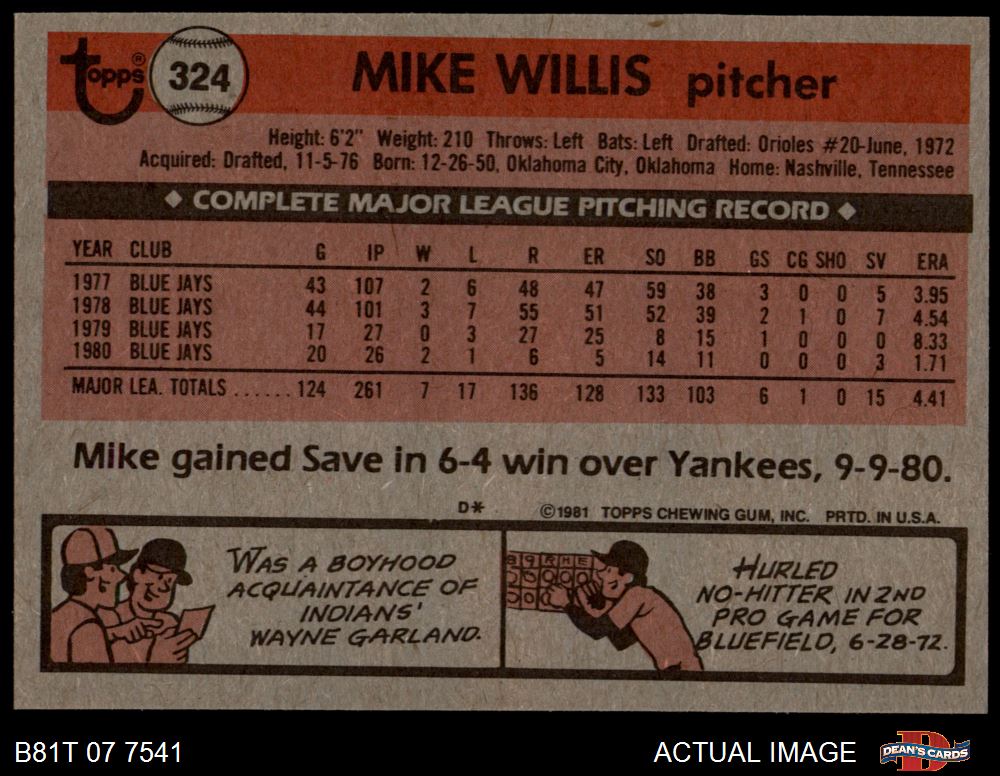 topps® 324 MIKE WILLIS pitcher
Height: 6'2" Weight: 210 Throws: Left Bats: Left Drafted: Orioles #20-June, 1972
Acquired: Drafted, 11-5-76 Born: 12-26-50, Oklahoma City, Oklahoma Home: Nashville, Tennessee
◆ COMPLETE MAJOR LEAGUE PITCHING RECORD ◆
YEAR CLUB G IP W L R ER SO BB GS CG SHO SV ERA
1977 BLUE JAYS 43 107 2 6 48 47 59 38 3 0 0 5 3.95
1978 BLUE JAYS 44 101 3 7 55 51 52 39 2 1 0 7 4.54
1979 BLUE JAYS 17 27 0 3 27 25 8 15 1 0 0 0 8.33
1980 BLUE JAYS 20 26 2 1 6 5 14 11 0 0 0 3 1.71
MAJOR LEA. TOTALS ...... 124 261 7 17 136 128 133 103 6 1 0 15 4.41
Mike gained Save in 6-4 win over Yankees, 9-9-80.
D* ©1981 TOPPS CHEWING GUM, INC. PRTD. IN U.S.A.
WAS A BOYHOOD
ACQUAINTANCE OF
INDIANS'
WAYNE GARLAND.
8 9 R H E
HURLED
NO-HITTER IN 2ND
PRO GAME FOR
BLUEFIELD, 6-28-72.
B81T 07 7541 ACTUAL IMAGE DEAN'S CARDS